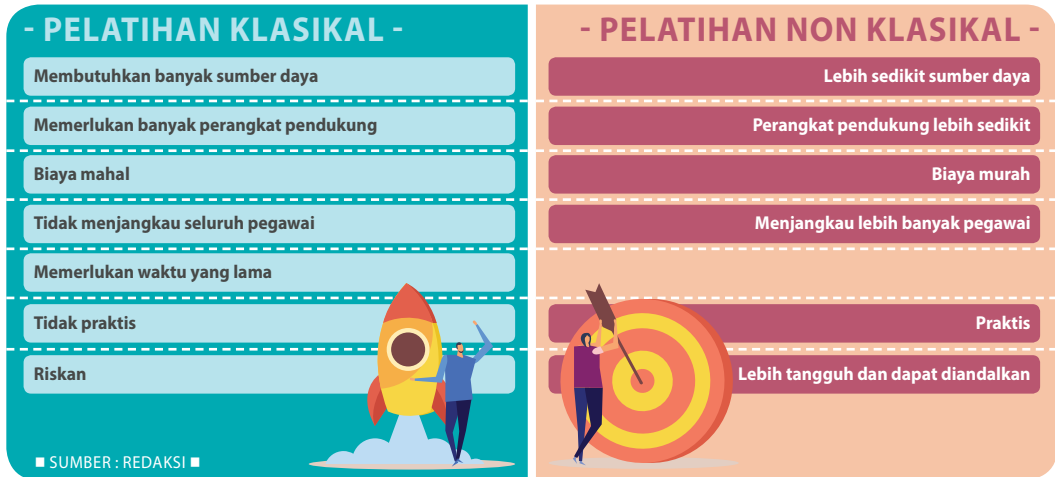 - PELATIHAN KLASIKAL -
Membutuhkan banyak sumber daya
Memerlukan banyak perangkat pendukung
Biaya mahal
Tidak menjangkau seluruh pegawai
Memerlukan waktu yang lama
Tidak praktis
Riskan
■ SUMBER : REDAKSI ■
- PELATIHAN NON KLASIKAL -
Lebih sedikit sumber daya
Perangkat pendukung lebih sedikit
Biaya murah
Menjangkau lebih banyak pegawai
Praktis
Lebih tangguh dan dapat diandalkan